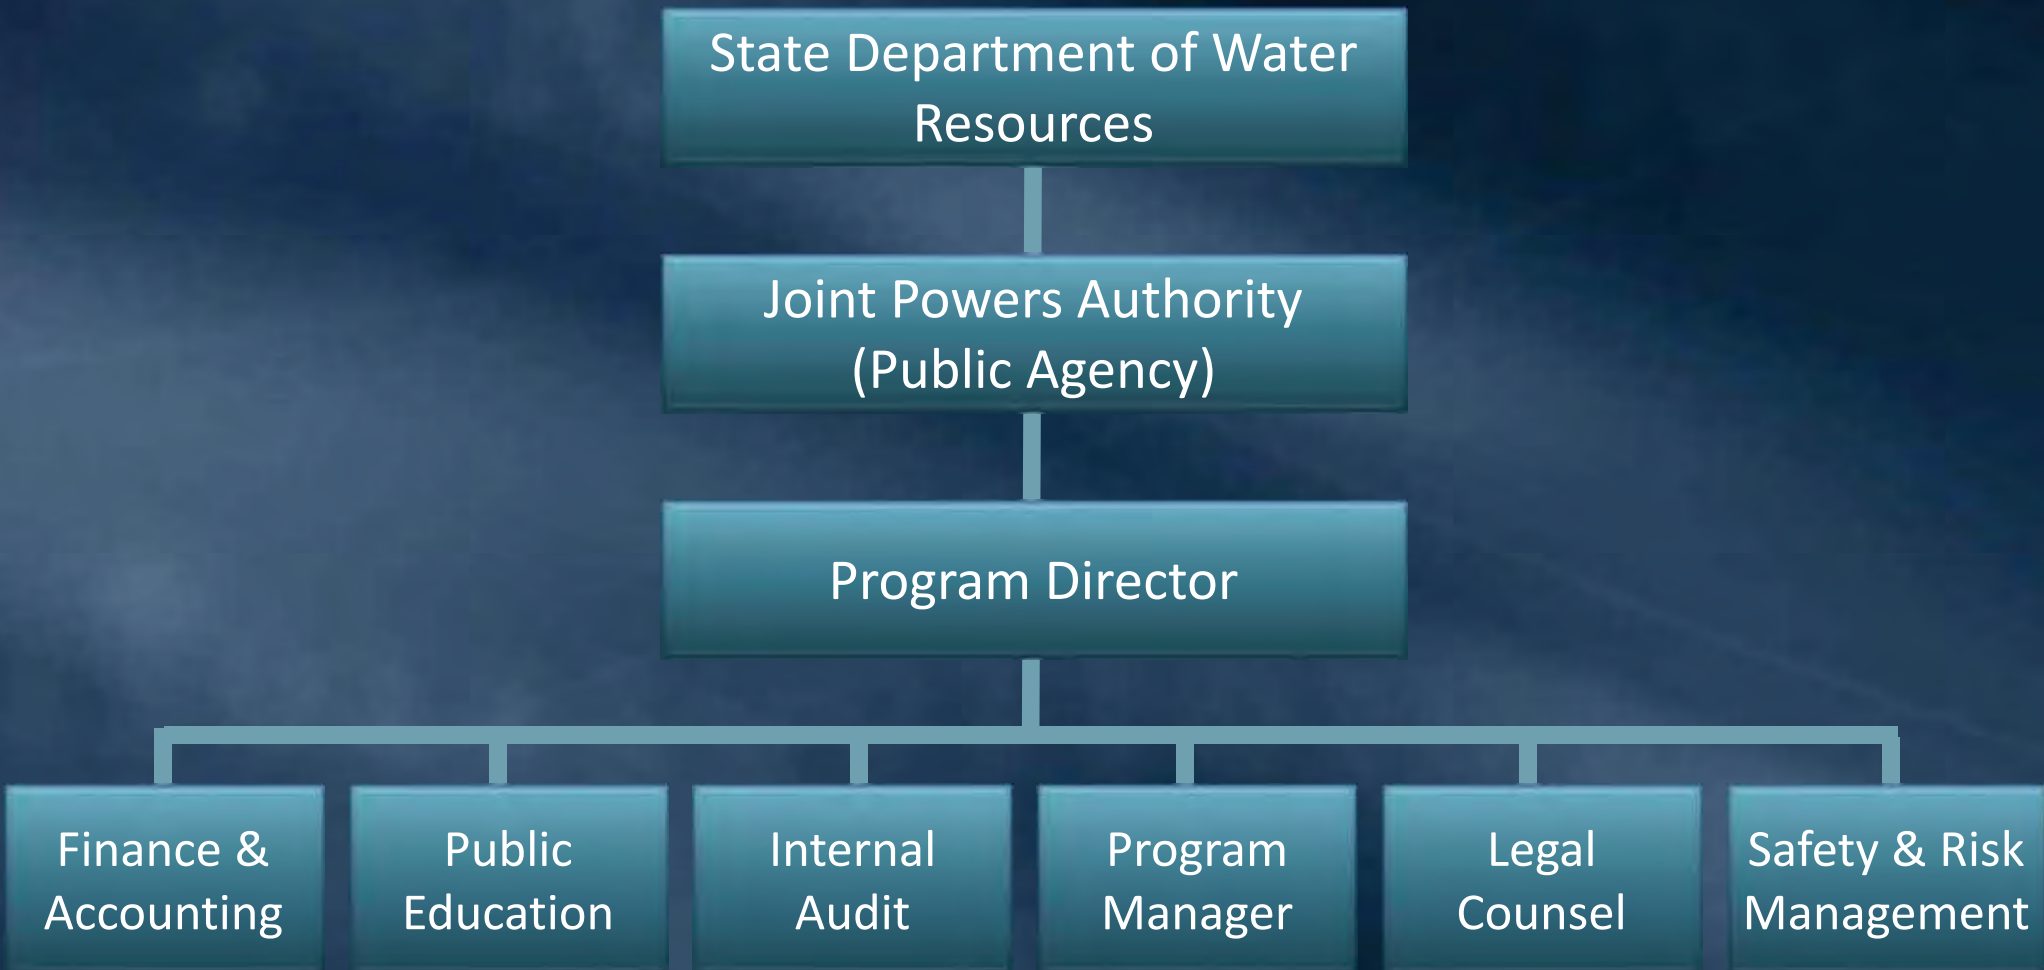 State Department of Water
Resources
Joint Powers Authority
(Public Agency)
Program Director
Finance &
Accounting
Public
Education
Internal
Audit
Program
Manager
Legal
Counsel
Safety & Risk
Management